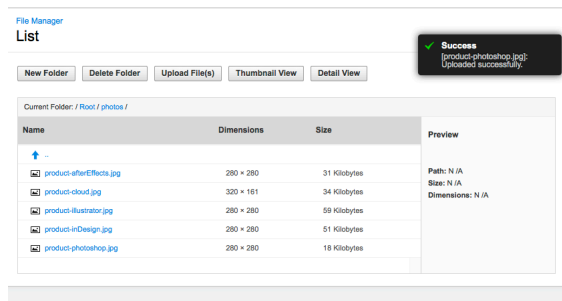 File Manager
List
Success
[product-photoshop.jpg]:
Uploaded successfully.
New Folder Delete Folder Upload File(s) Thumbnail View Detail View
Current Folder: / Root / photos /
Name Dimensions Size
Preview
..
product-afterEffects.jpg 280 × 280 31 Kilobytes
Path: N /A
product-cloud.jpg 320 × 161 34 Kilobytes
Size: N /A
Dimensions: N /A
product-illustrator.jpg 280 × 280 59 Kilobytes
product-inDesign.jpg 280 × 280 51 Kilobytes
product-photoshop.jpg 280 × 280 18 Kilobytes